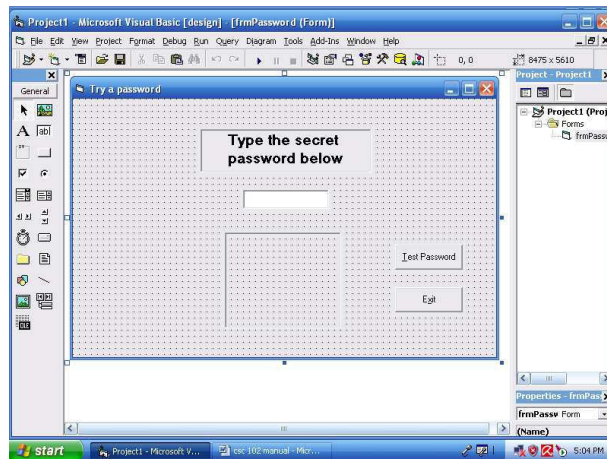 Project1 - Microsoft Visual Basic [design] - [frmPassword (Form)]
File Edit View Project Format Debug Run Query Diagram Tools Add-Ins Window Help
0, 0 8475 x 5610
General
Try a password
Type the secret
password below
Test Password
Exit
Project - Project1
Project1 (Proj
Forms
frmPassv
Properties - frmPass
frmPassv Form
(Name)
start Project1 - Microsoft V... csc 102 manual - Micr... 5:04 PM